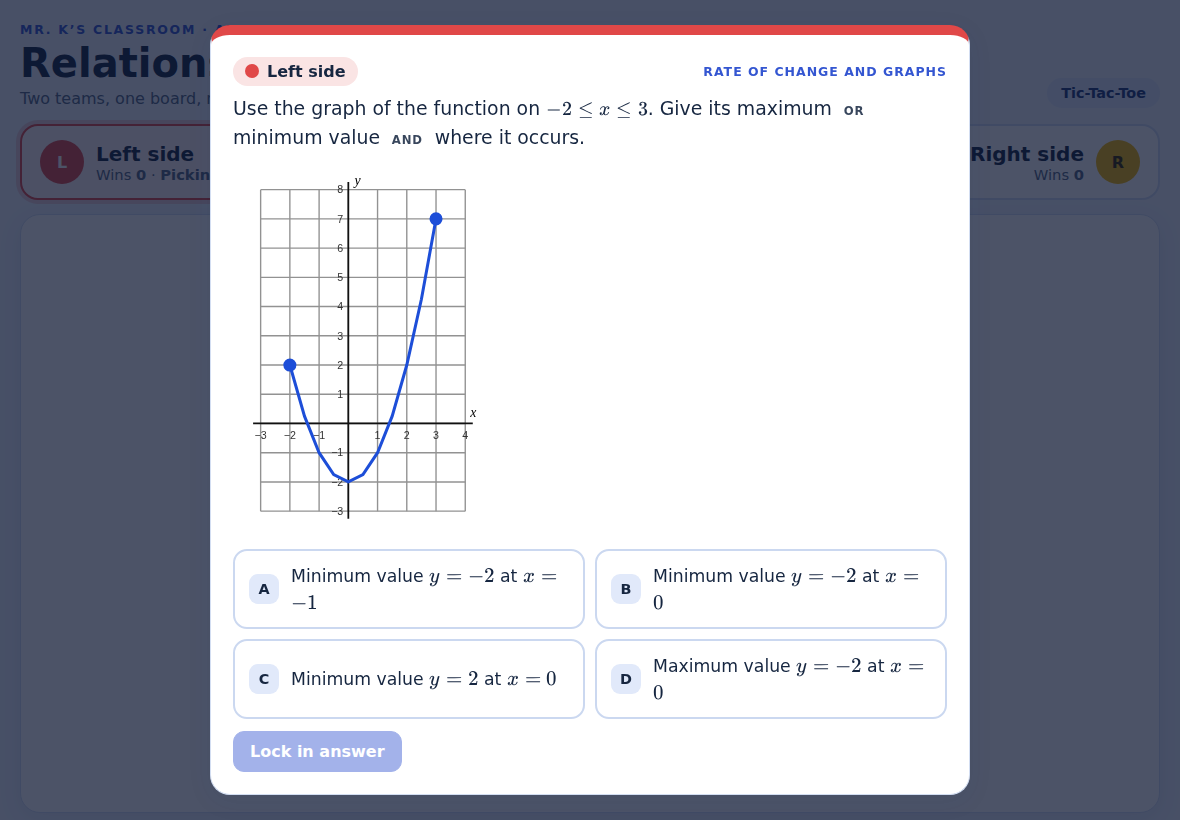 MR. K'S CLASSROOM ·
Relation
Two teams, one board,
Tic-Tac-Toe
L
Left side
Wins 0 · Pickin
Right side
Wins 0
R
Left side
RATE OF CHANGE AND GRAPHS
Use the graph of the function on −2 ≤ x ≤ 3. Give its maximum OR
minimum value AND where it occurs.
y
8
7
6
5
4
3
2
1
x
−3 −2 −1 1 2 3 4
−1
−2
−3
A
Minimum value y = −2 at x =
−1
B
Minimum value y = −2 at x =
0
C
Minimum value y = 2 at x = 0
D
Maximum value y = −2 at x =
0
Lock in answer